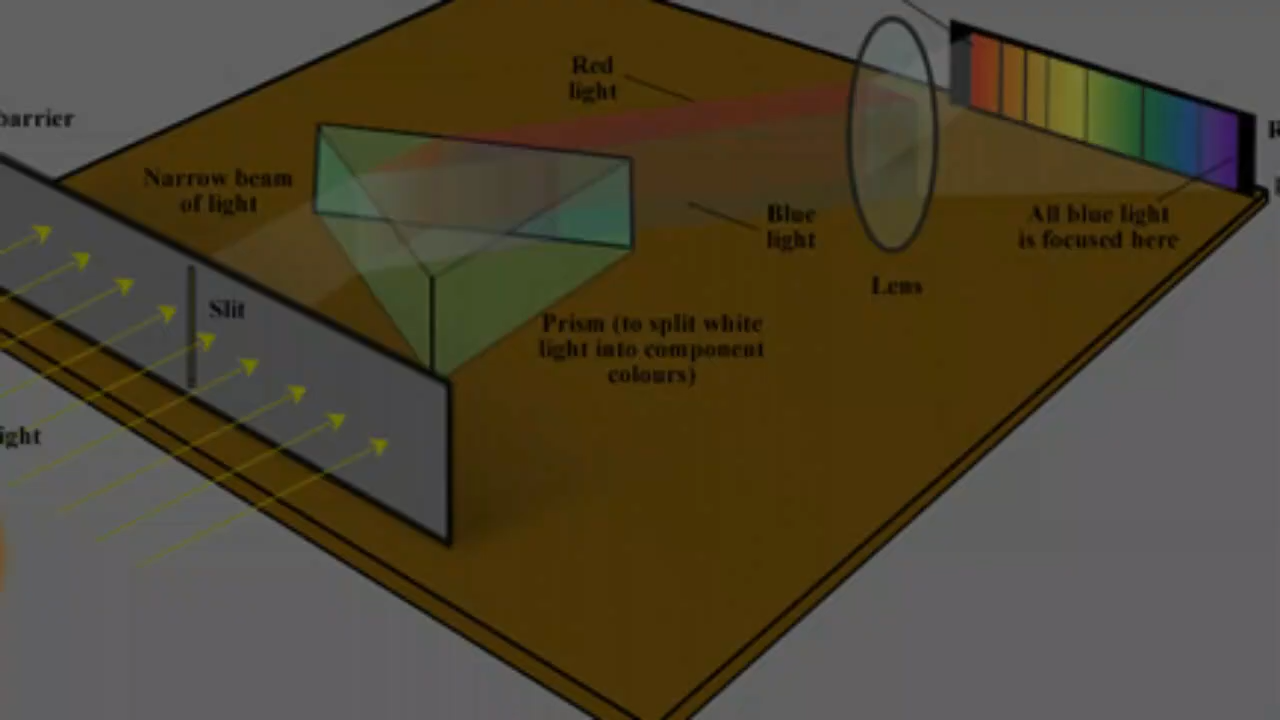 Red
light
barrier
Narrow beam
of light
Blue
light
All blue light
is focused here
Lens
Slit
Prism (to split white
light into component
colours)
ight